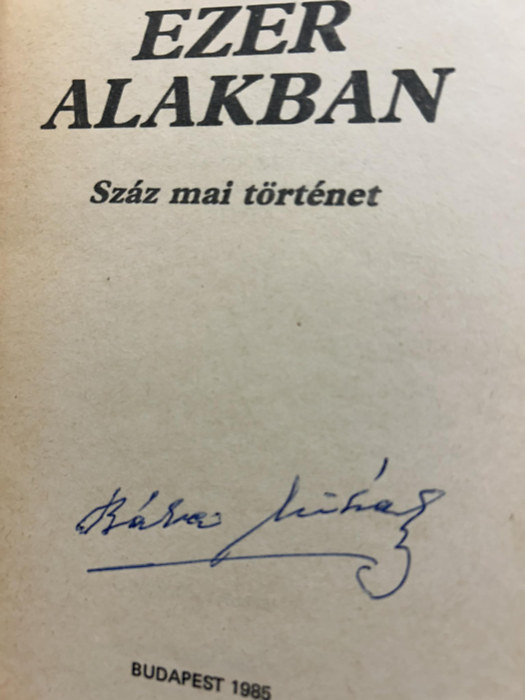 EZER
ALAKBAN
Száz mai történet
BUDAPEST 1985